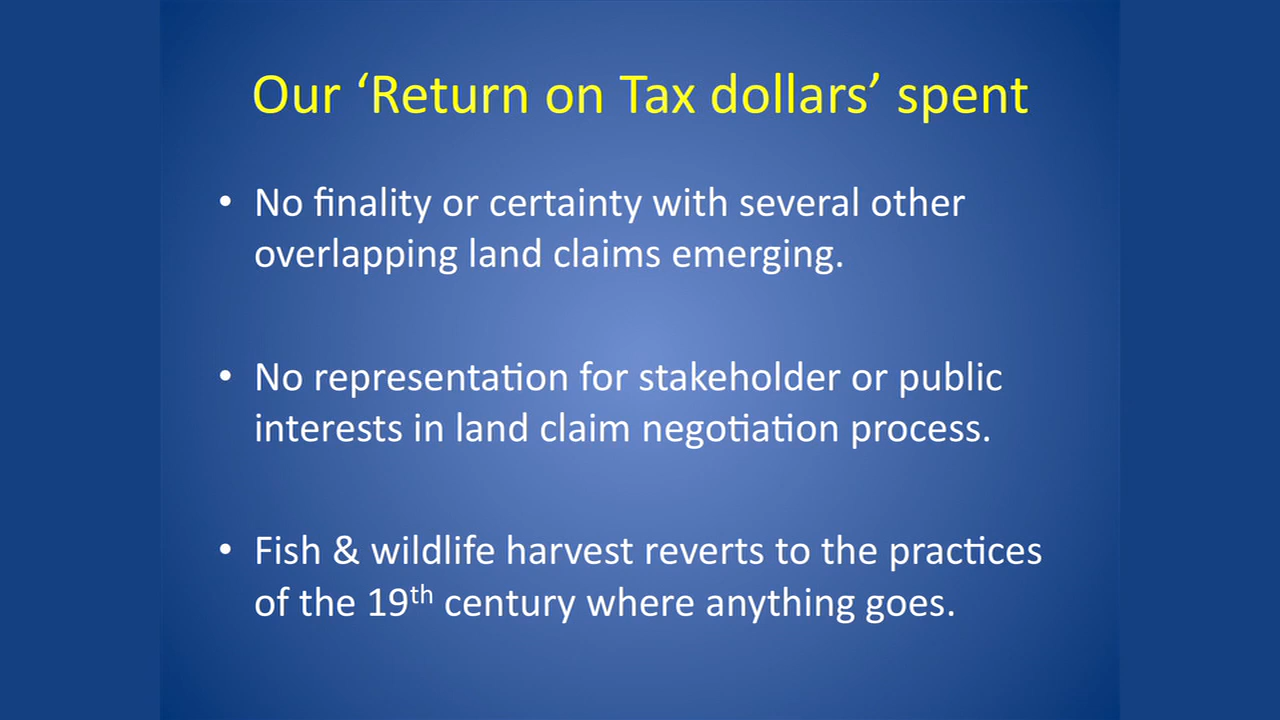 Our ‘Return on Tax dollars’ spent
• No finality or certainty with several other
overlapping land claims emerging.
• No representation for stakeholder or public
interests in land claim negotiation process.
• Fish & wildlife harvest reverts to the practices
of the 19th century where anything goes.